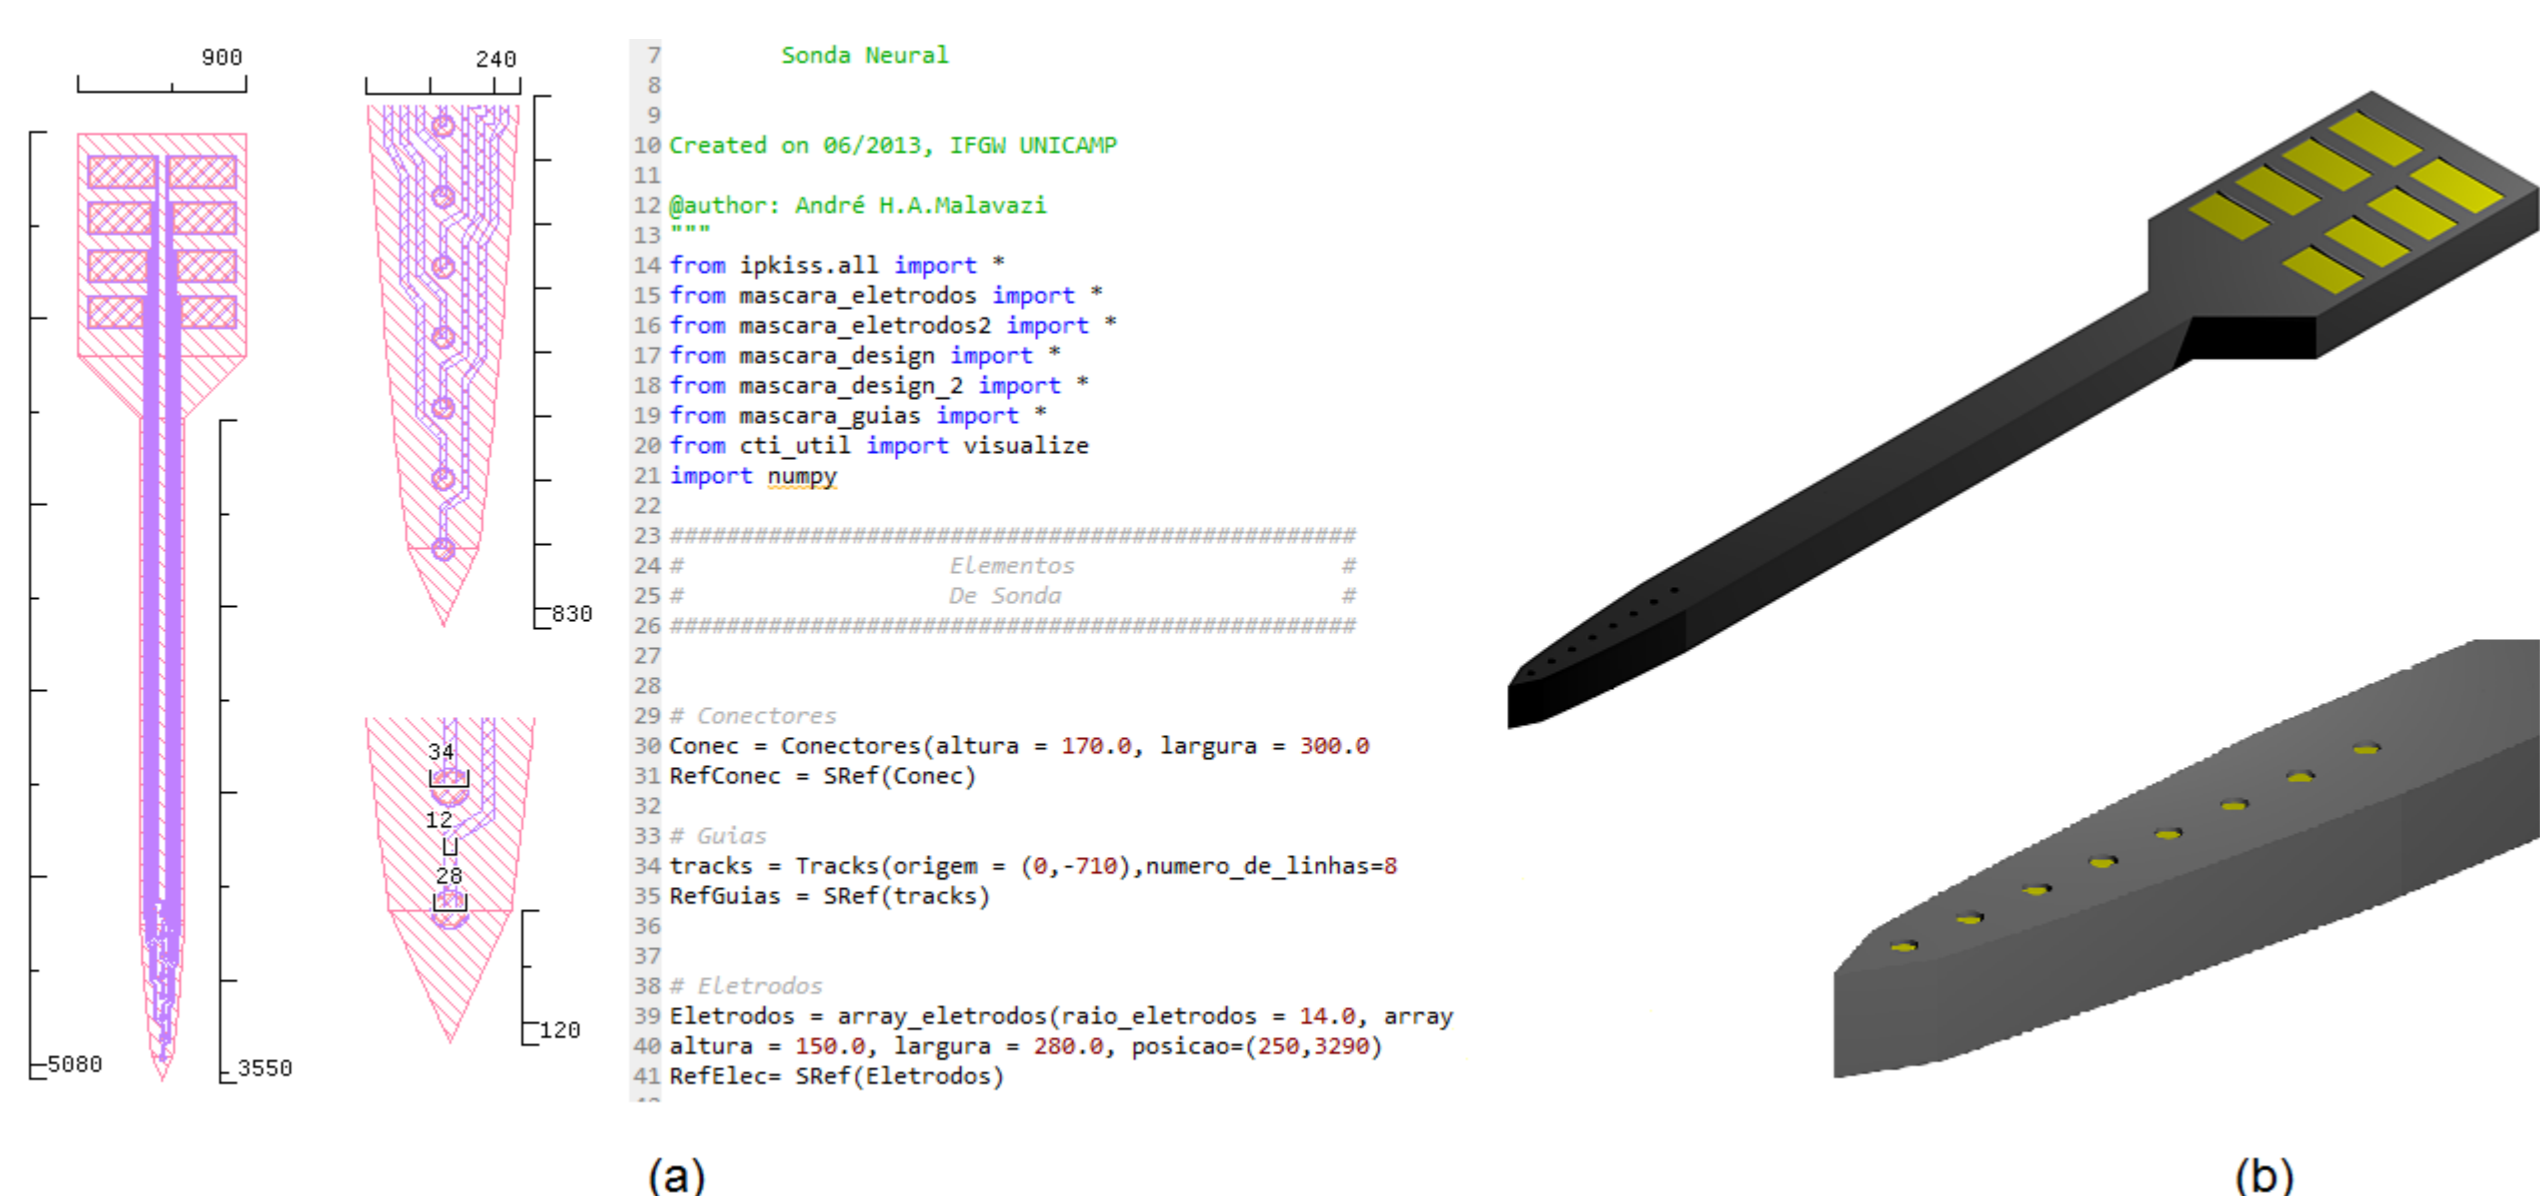 900
5080
3550
240
830
34
12
28
120
7 Sonda Neural
8
9
10 Created on 06/2013, IFGW UNICAMP
11
12 @author: André H.A.Malavazi
13 """
14 from ipkiss.all import *
15 from mascara_eletrodos import *
16 from mascara_eletrodos2 import *
17 from mascara_design import *
18 from mascara_design_2 import *
19 from mascara_guias import *
20 from cti_util import visualize
21 import numpy
22
23 #################################################
24 # Elementos #
25 # De Sonda #
26 #################################################
27
28
29 # Conectores
30 Conec = Conectores(altura = 170.0, largura = 300.0
31 RefConec = SRef(Conec)
32
33 # Guias
34 tracks = Tracks(origem = (0,-710),numero_de_linhas=8
35 RefGuias = SRef(tracks)
36
37
38 # Eletrodos
39 Eletrodos = array_eletrodos(raio_eletrodos = 14.0, array
40 altura = 150.0, largura = 280.0, posicao=(250,3290)
41 RefElec= SRef(Eletrodos)
(a)
(b)